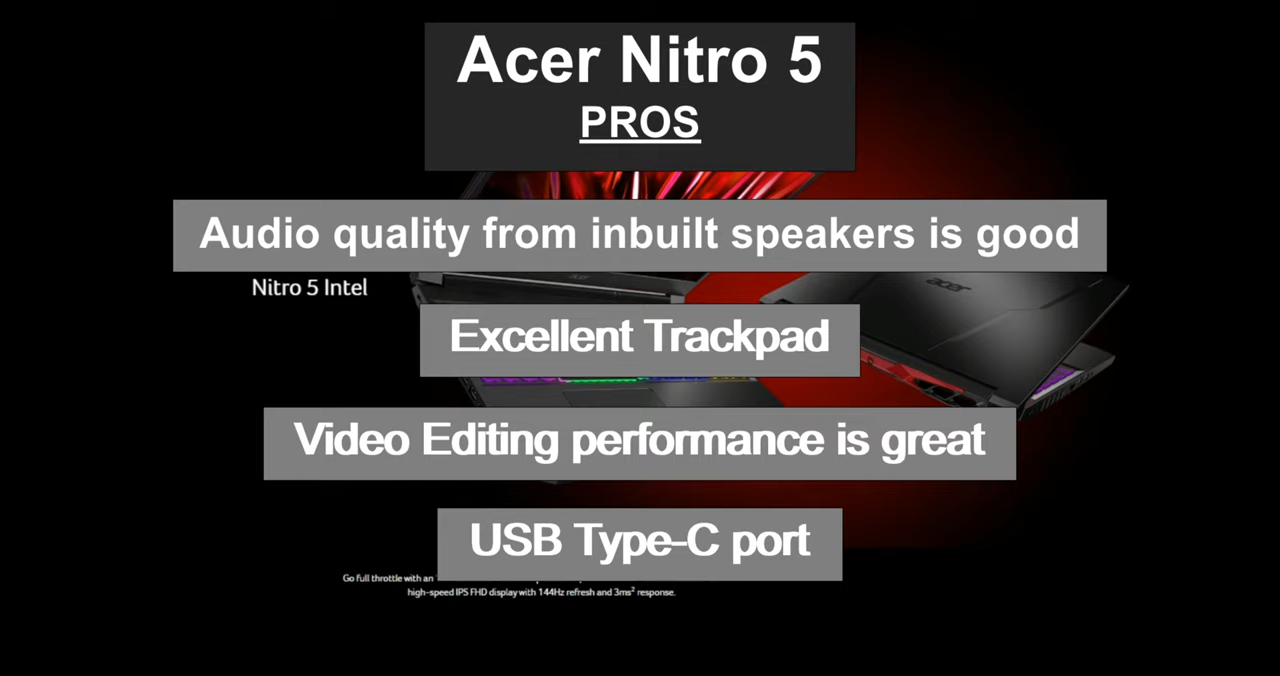 Acer Nitro 5
PROS
Audio quality from inbuilt speakers is good
Nitro 5 Intel
acer
Excellent Trackpad
Video Editing performance is great
USB Type-C port
Go full throttle with an
high-speed IPS FHD display with 144Hz refresh and 3ms² response.